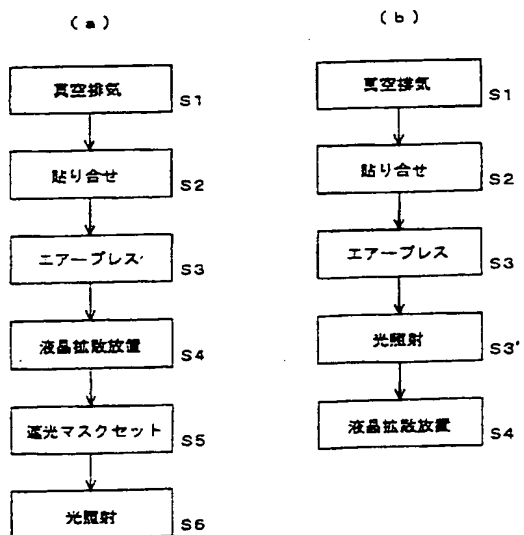 (a)
真空排気 S1
貼り合せ S2
エアープレス S3
液晶拡散放置 S4
遮光マスクセット S5
光照射 S6
(b)
真空排気 S1
貼り合せ S2
エアープレス S3
光照射 S3'
液晶拡散放置 S4